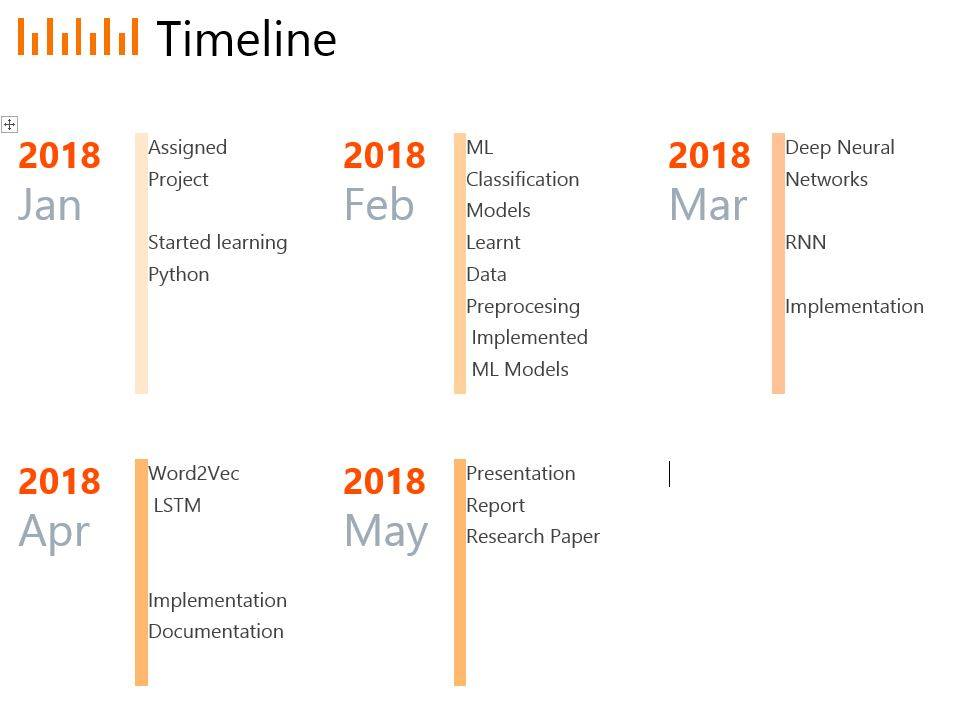 Timeline
2018
Jan
Assigned
Project
Started learning
Python
2018
Feb
ML
Classification
Models
Learnt
Data
Preprocesing
Implemented
ML Models
2018
Mar
Deep Neural
Networks
RNN
Implementation
2018
Apr
Word2Vec
LSTM
Implementation
Documentation
2018
May
Presentation
Report
Research Paper